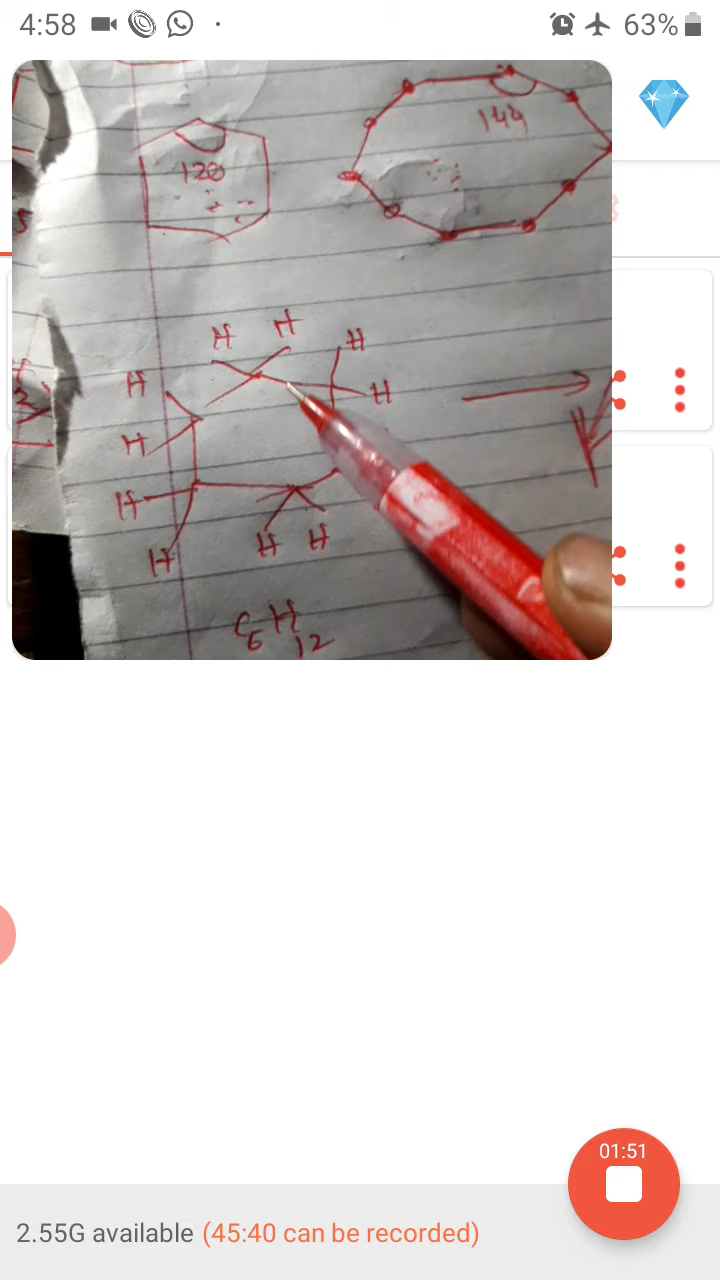 4:58 63%
144
120
H H H
H H
H
H
H H H
C6H12
01:51
2.55G available (45:40 can be recorded)